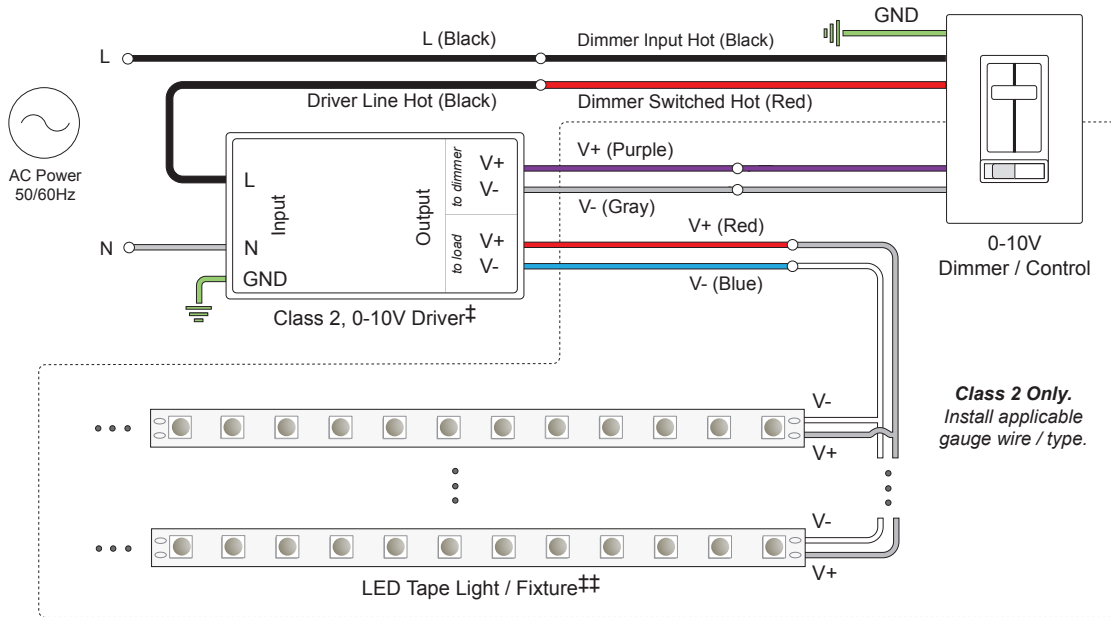 GND
L
L (Black)
Dimmer Input Hot (Black)
Driver Line Hot (Black)
Dimmer Switched Hot (Red)
AC Power
50/60Hz
L
Input
Output
to dimmer
V+
V-
V+ (Purple)
V- (Gray)
N
N
GND
to load
V+
V-
V+ (Red)
V- (Blue)
0-10V
Dimmer / Control
Class 2, 0-10V Driver‡
Class 2 Only.
Install applicable
gauge wire / type.
V-
V+
V-
V+
LED Tape Light / Fixture‡‡